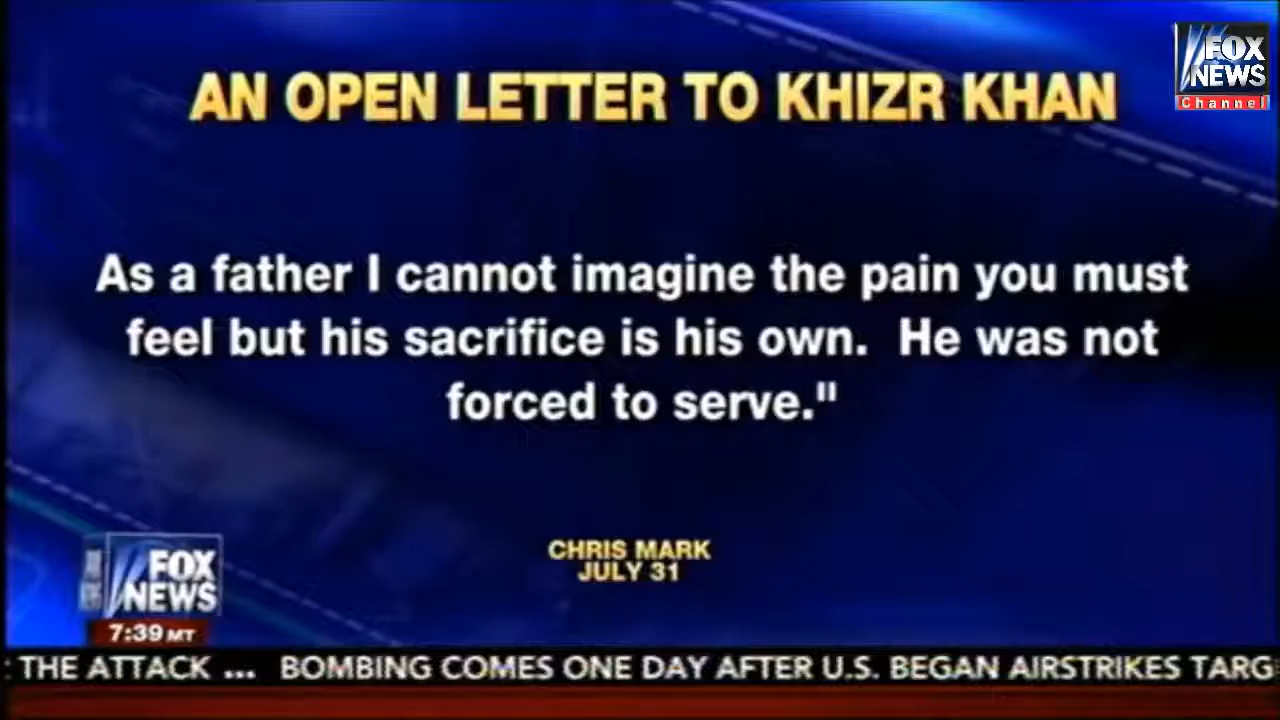 FOX
NEWS
Channel
AN OPEN LETTER TO KHIZR KHAN
As a father I cannot imagine the pain you must
feel but his sacrifice is his own.  He was not
forced to serve."
CHRIS MARK
JULY 31
FOX
NEWS
7:39 MT
: THE ATTACK ... BOMBING COMES ONE DAY AFTER U.S. BEGAN AIRSTRIKES TARG